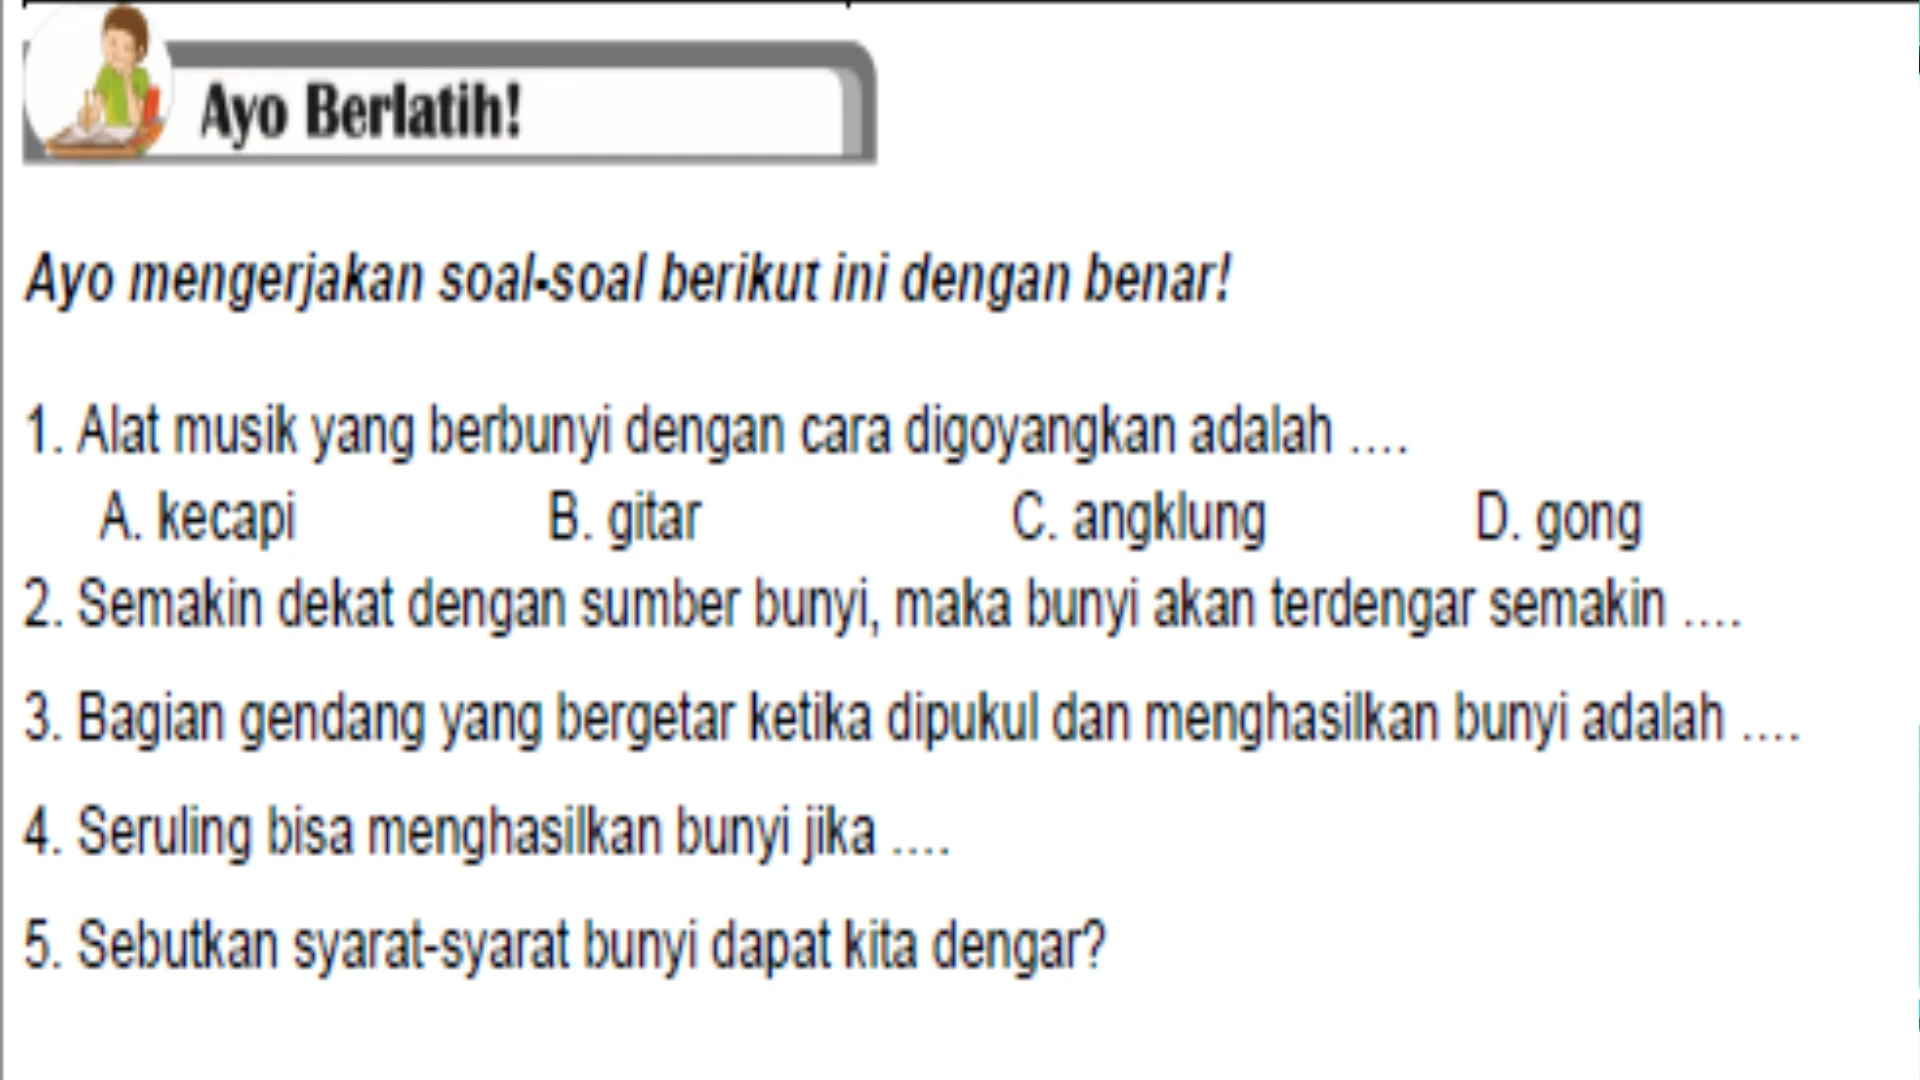 Ayo Berlatih!
Ayo mengerjakan soal-soal berikut ini dengan benar!
1. Alat musik yang berbunyi dengan cara digoyangkan adalah ....
A. kecapi B. gitar C. angklung D. gong
2. Semakin dekat dengan sumber bunyi, maka bunyi akan terdengar semakin ....
3. Bagian gendang yang bergetar ketika dipukul dan menghasilkan bunyi adalah ....
4. Seruling bisa menghasilkan bunyi jika ....
5. Sebutkan syarat-syarat bunyi dapat kita dengar?